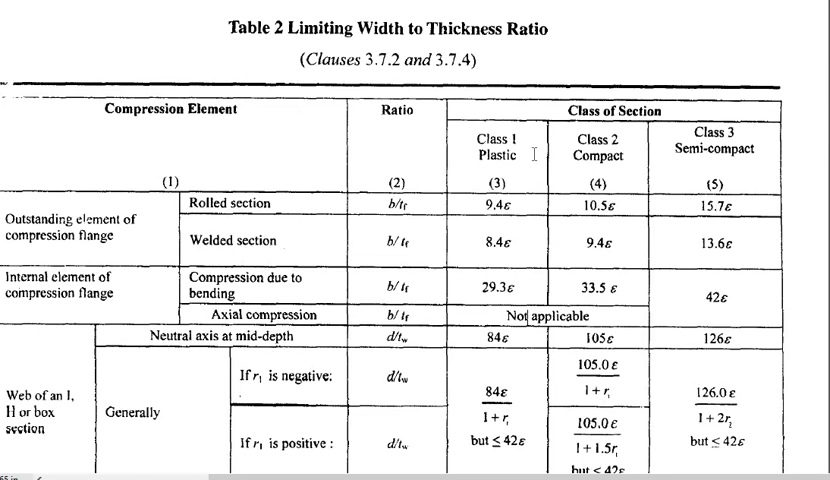 Table 2 Limiting Width to Thickness Ratio
(Clauses 3.7.2 and 3.7.4)
Compression Element Ratio Class of Section
Class 1 Plastic Class 2 Compact Class 3 Semi-compact
(1) (2) (3) (4) (5)
Outstanding element of compression flange
Rolled section b/tf 9.4ε 10.5ε 15.7ε
Welded section b/ tf 8.4ε 9.4ε 13.6ε
Internal element of compression flange
Compression due to bending b/ tf 29.3ε 33.5 ε 42ε
Axial compression b/ tf Not applicable
Web of an I, H or box section
Neutral axis at mid-depth d/tw 84ε 105ε 126ε
Generally
If r1 is negative: d/tw 84ε / 1 + r1 but ≤ 42ε 105.0 ε / 1 + r1 126.0 ε / 1 + 2r2 but ≤ 42ε
If r1 is positive : d/tw 105.0 ε / 1 + 1.5r1 but ≤ 42ε